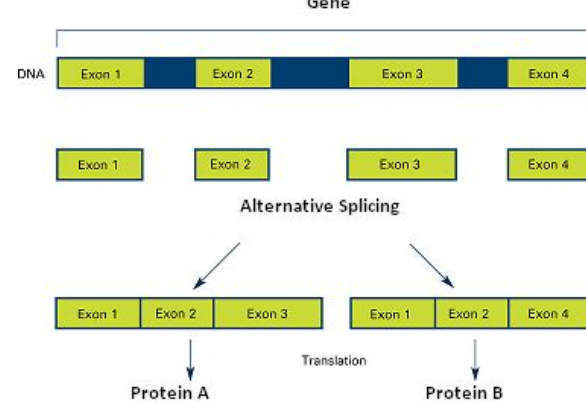 Gene
DNA
Exon 1 Exon 2 Exon 3 Exon 4
Exon 1 Exon 2 Exon 3 Exon 4
Alternative Splicing
Exon 1 Exon 2 Exon 3 Exon 1 Exon 2 Exon 4
Translation
Protein A Protein B